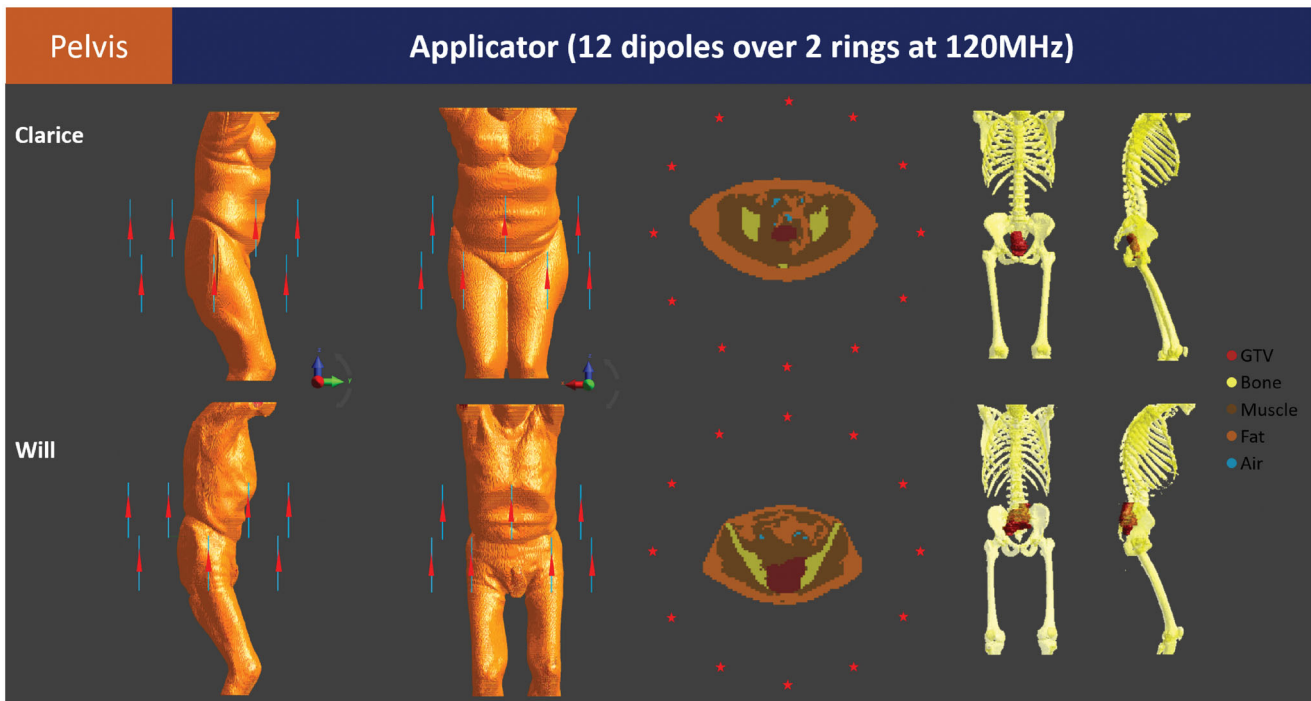 Pelvis
Applicator (12 dipoles over 2 rings at 120MHz)
Clarice
GTV
Bone
Muscle
Fat
Air
Will